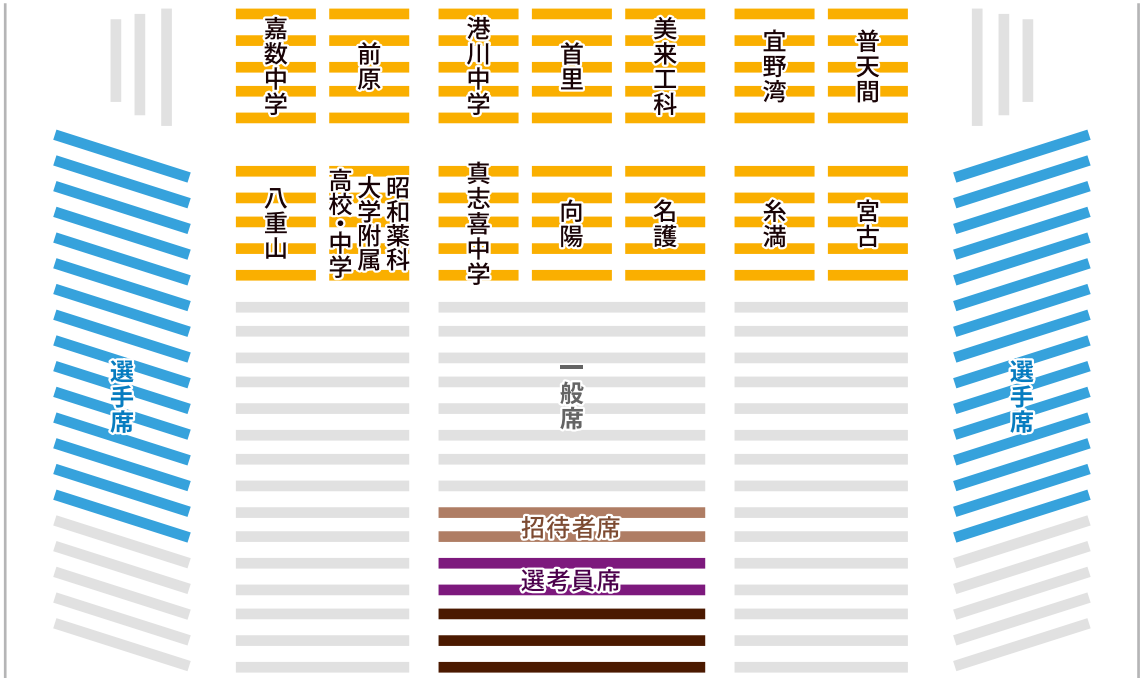 嘉数中学
前原
港川中学
首里
美来工科
宜野湾
普天間
八重山
昭和薬科
大学附属
高校・中学
真志喜中学
向陽
名護
糸満
宮古
選手席
一般席
選手席
招待者席
選考員席